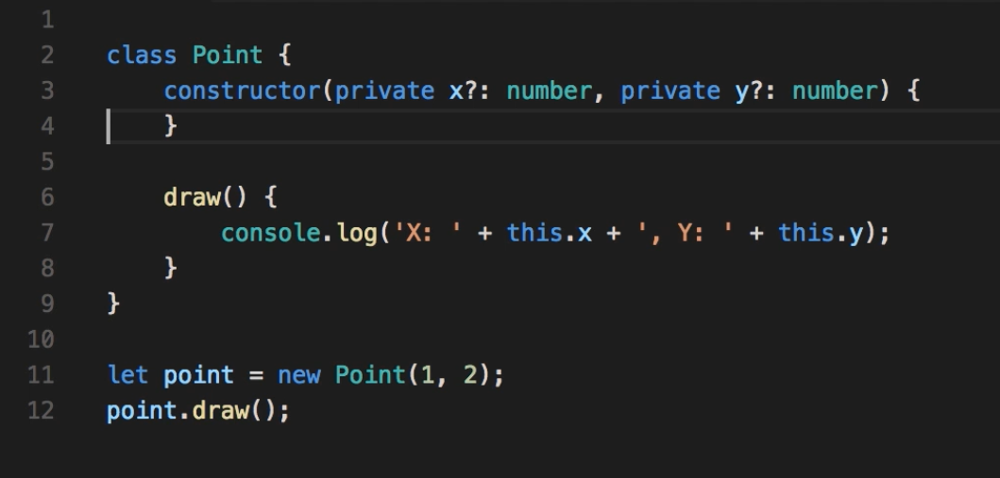 1
2 class Point {
3     constructor(private x?: number, private y?: number) {
4     }
5
6     draw() {
7         console.log('X: ' + this.x + ', Y: ' + this.y);
8     }
9 }
10
11 let point = new Point(1, 2);
12 point.draw();